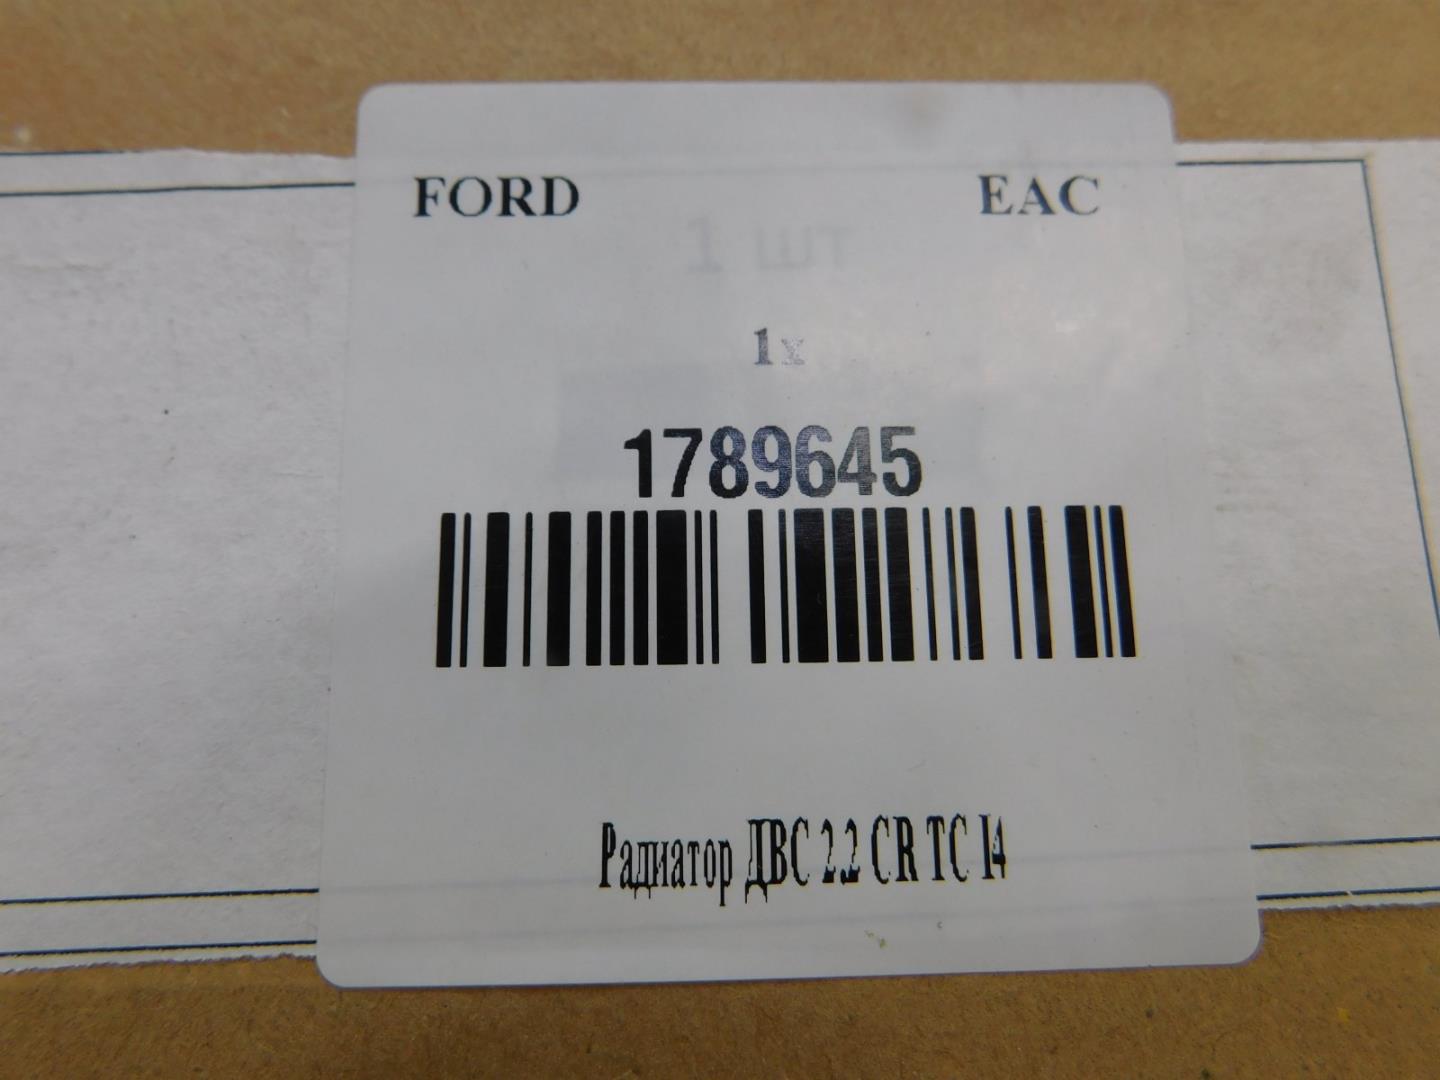 FORD EAC
1 шт
1x
1789645
Радиатор ДВС 2.2 CR TC I4